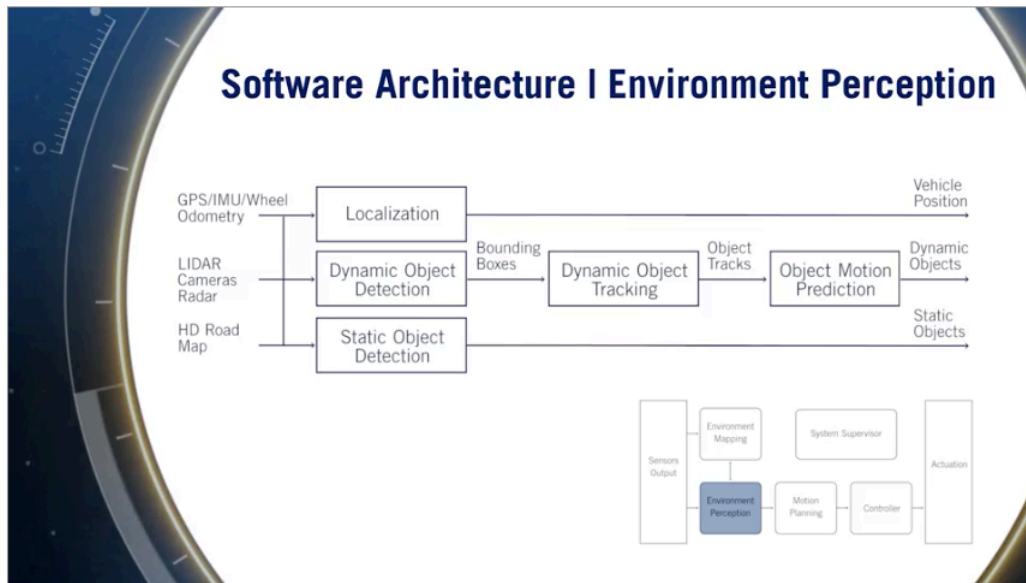 Software Architecture | Environment Perception
GPS/IMU/Wheel
Odometry
Localization
Vehicle
Position
LIDAR
Cameras
Radar
Dynamic Object
Detection
Bounding
Boxes
Dynamic Object
Tracking
Object
Tracks
Object Motion
Prediction
Dynamic
Objects
HD Road
Map
Static Object
Detection
Static
Objects
Sensors
Output
Environment
Mapping
System Supervisor
Actuation
Environment
Perception
Motion
Planning
Controller